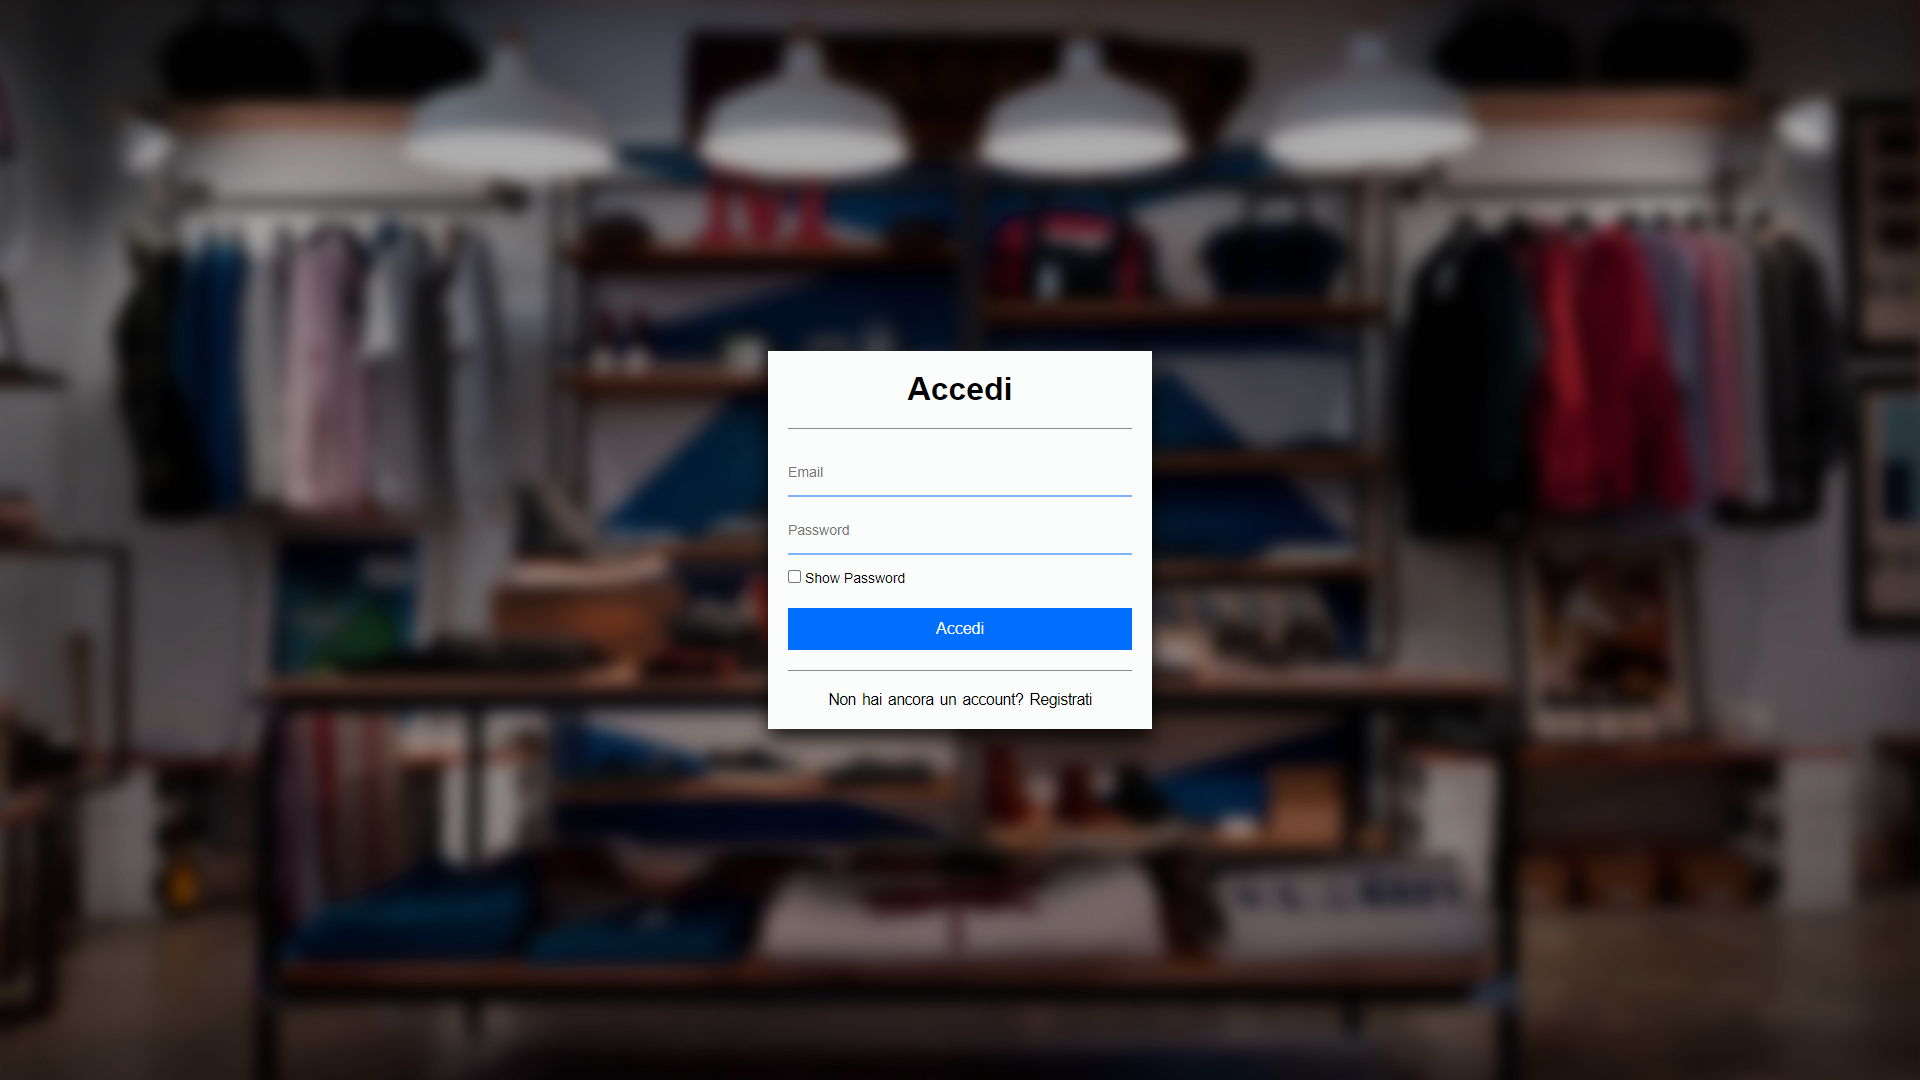 Accedi
Email
Password
Show Password
Accedi
Non hai ancora un account? Registrati